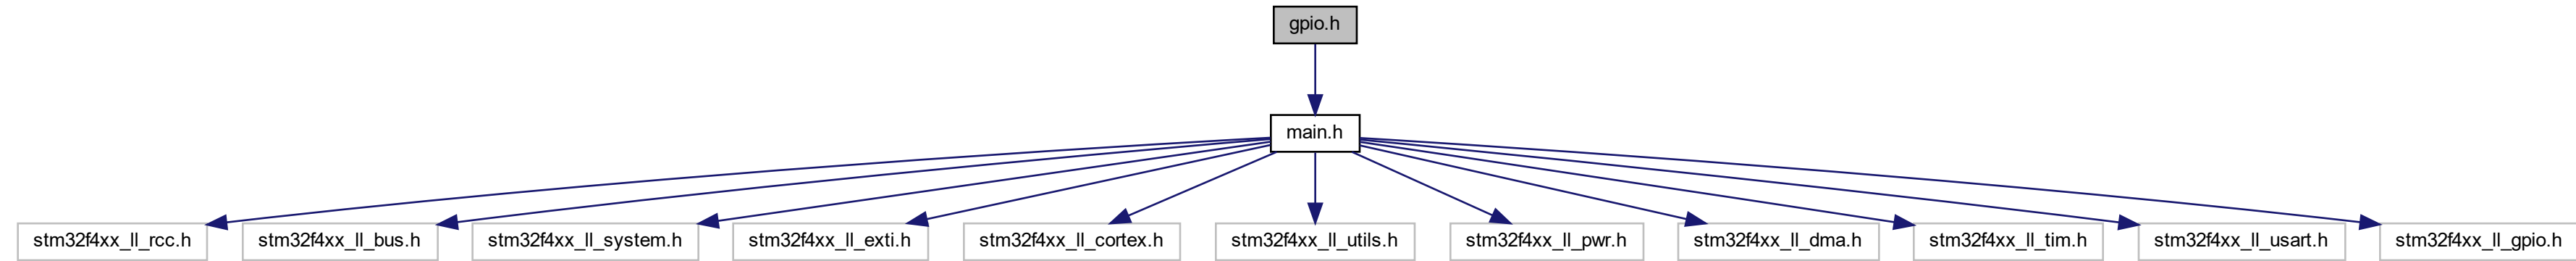 gpio.h
main.h
stm32f4xx_ll_rcc.h
stm32f4xx_ll_bus.h
stm32f4xx_ll_system.h
stm32f4xx_ll_exti.h
stm32f4xx_ll_cortex.h
stm32f4xx_ll_utils.h
stm32f4xx_ll_pwr.h
stm32f4xx_ll_dma.h
stm32f4xx_ll_tim.h
stm32f4xx_ll_usart.h
stm32f4xx_ll_gpio.h